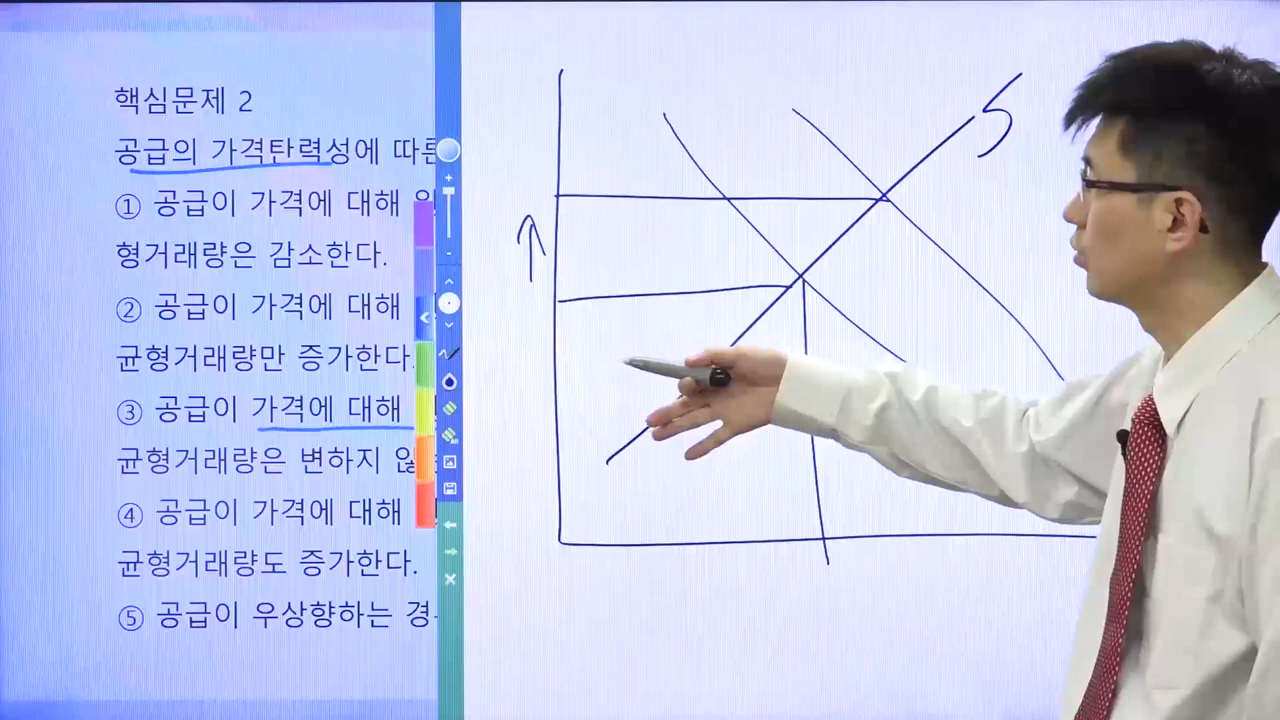 핵심문제 2
공급의 가격탄력성에 따른
① 공급이 가격에 대해
형거래량은 감소한다.
② 공급이 가격에 대해
균형거래량만 증가한다.
③ 공급이 가격에 대해
균형거래량은 변하지 않
④ 공급이 가격에 대해
균형거래량도 증가한다.
⑤ 공급이 우상향하는 경
S